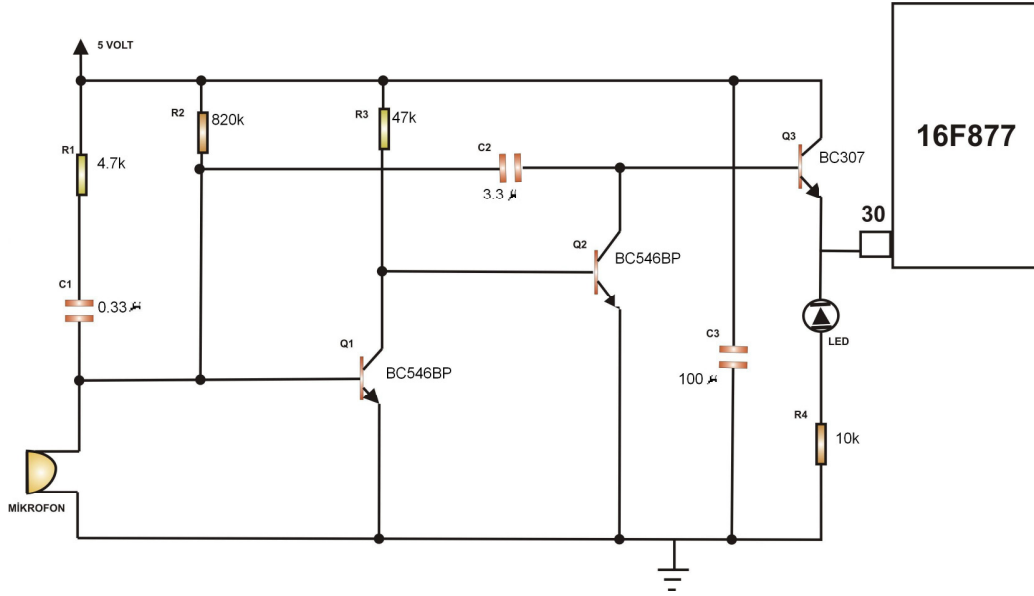 5 VOLT
R1
4.7k
R2
820k
R3
47k
C2
3.3 µ
Q3
BC307
16F877
30
C1
0.33 µ
Q1
BC546BP
Q2
BC546BP
C3
100 µ
LED
R4
10k
MİKROFON